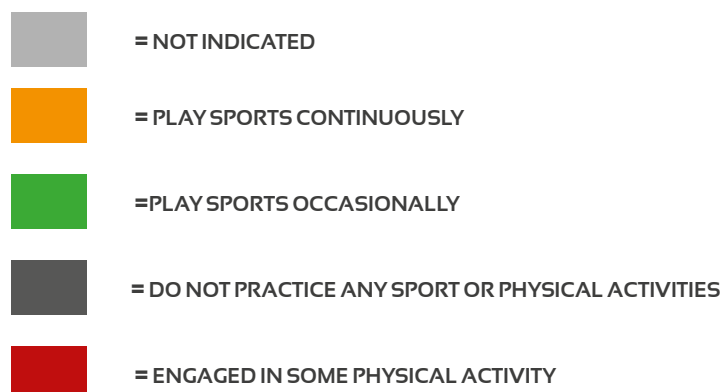 = NOT INDICATED
= PLAY SPORTS CONTINUOUSLY
=PLAY SPORTS OCCASIONALLY
= DO NOT PRACTICE ANY SPORT OR PHYSICAL ACTIVITIES
= ENGAGED IN SOME PHYSICAL ACTIVITY